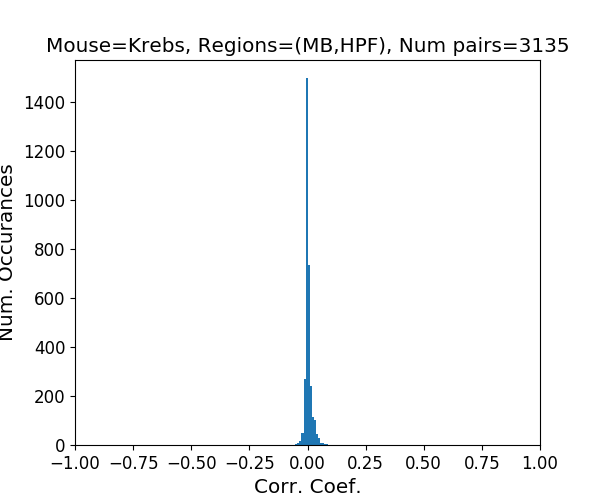 Mouse=Krebs, Regions=(MB,HPF), Num pairs=3135
Num. Occurances
1400
1200
1000
800
600
400
200
0
−1.00 −0.75 −0.50 −0.25 0.00 0.25 0.50 0.75 1.00
Corr. Coef.